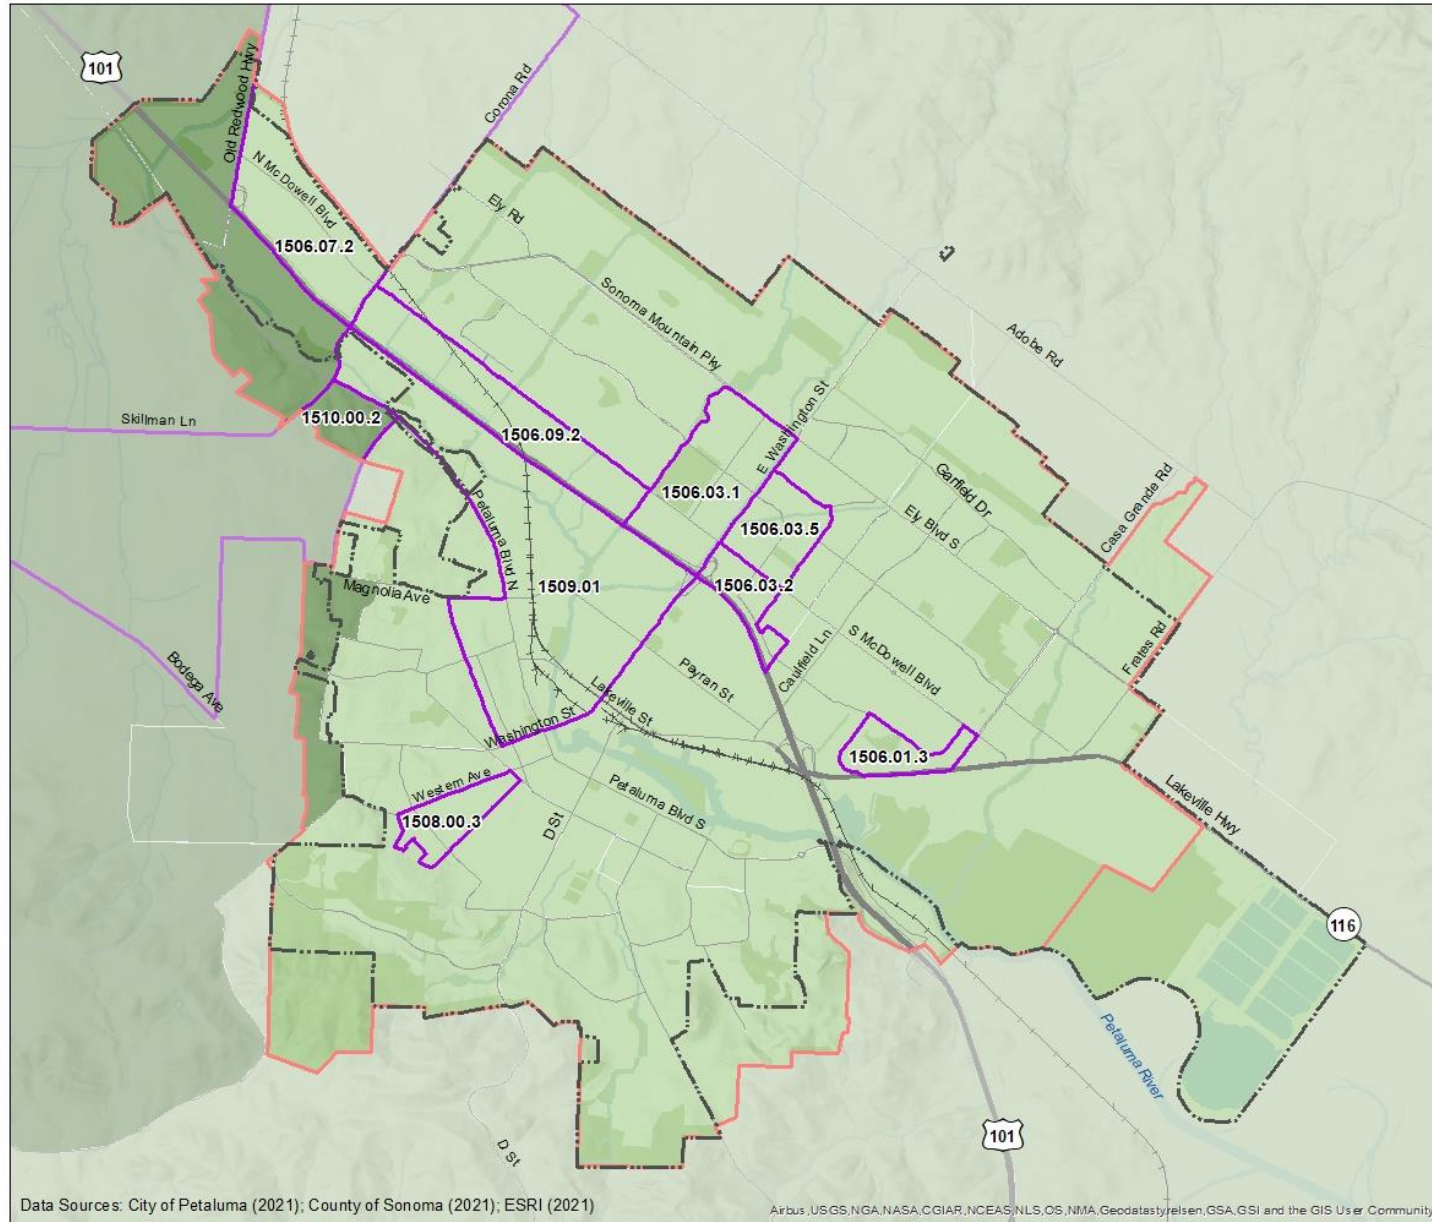 101
Old Redwood Hwy
Corona Rd
N McDowell Blvd
Ely Rd
1506.07.2
Sonoma Mountain Pky
Adobe Rd
Skillman Ln
1510.00.2
1506.09.2
E Washington St
1506.03.1
Garfield Dr
Casa Grande Rd
Petaluma Blvd N
1506.03.5
Ely Blvd S
Magnolia Ave
1509.01
1506.03.2
Bodega Ave
Payran St
Caulfield Ln
S McDowell Blvd
Frates Rd
Lakeville St
Washington St
1506.01.3
Western Ave
Petaluma Blvd S
Lakeville Hwy
1508.00.3
D St
116
Petaluma River
101
D St
Data Sources: City of Petaluma (2021); County of Sonoma (2021); ESRI (2021)
Airbus,USGS,NGA,NASA,CGIAR,NCEAS,NLS,OS,NMA,Geodatastyrelsen,GSA,GSI and the GIS User Community